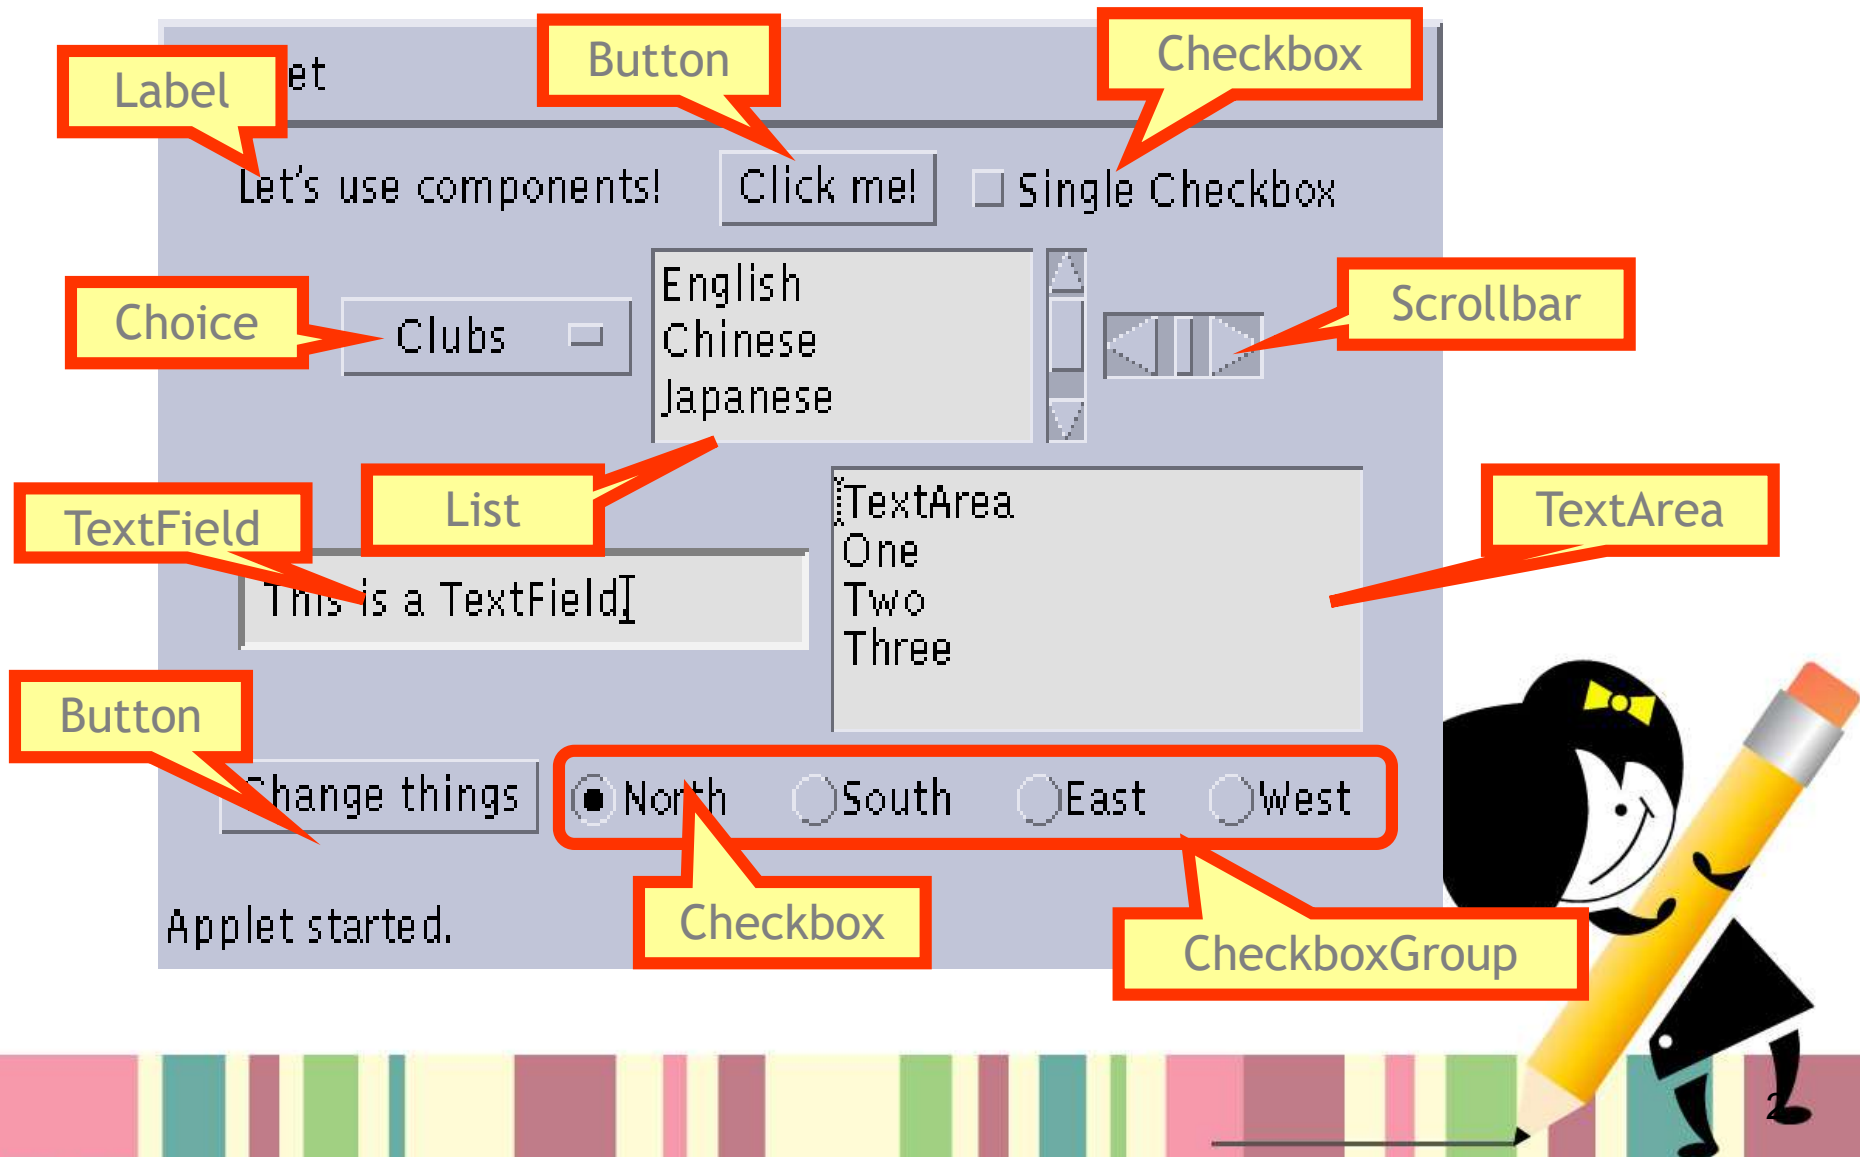 Button
Checkbox
Label
et
Let's use components!
Click me!
Single Checkbox
Choice
Clubs
English
Chinese
Japanese
Scrollbar
TextField
List
TextArea
One
Two
Three
TextArea
This is a TextField.
Button
Change things
North
South
East
West
Applet started.
Checkbox
CheckboxGroup
2